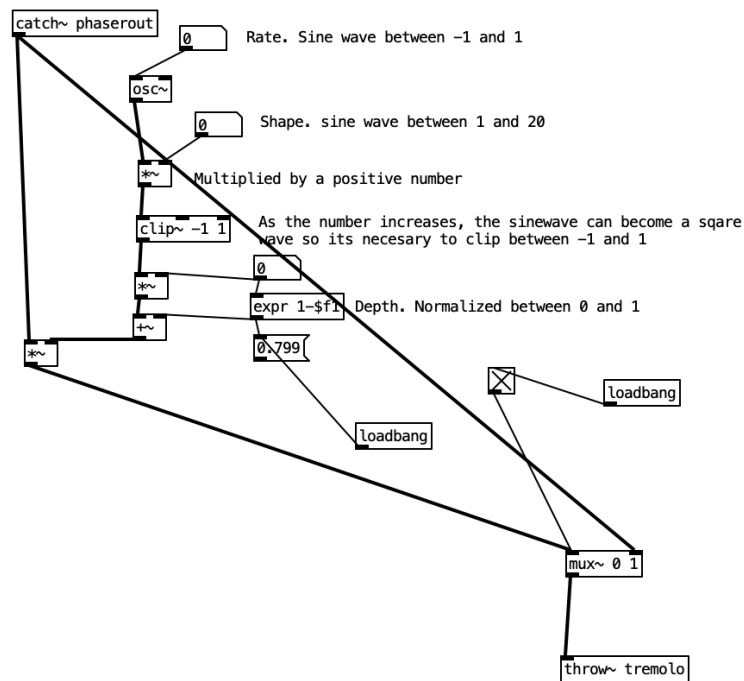 catch~ phaserout
0
Rate. Sine wave between -1 and 1
osc~
0
Shape. sine wave between 1 and 20
*~
Multiplied by a positive number
clip~ -1 1
As the number increases, the sinewave can become a sqare
wave so its necesary to clip between -1 and 1
0
*~
expr 1-$f1
Depth. Normalized between 0 and 1
+~
0.799
*~
loadbang
loadbang
mux~ 0 1
throw~ tremolo